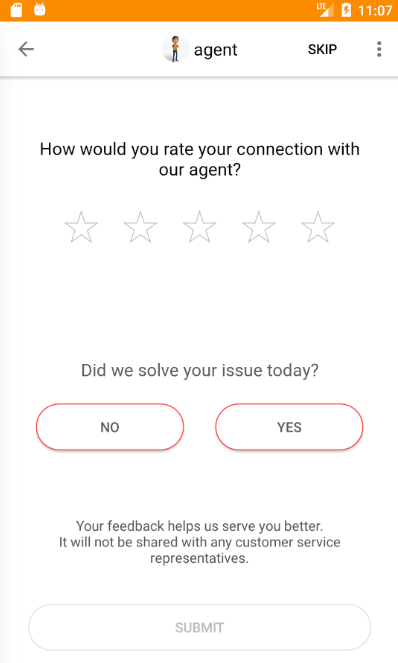 LTE 11:07
agent SKIP
How would you rate your connection with
our agent?
Did we solve your issue today?
NO YES
Your feedback helps us serve you better.
It will not be shared with any customer service
representatives.
SUBMIT